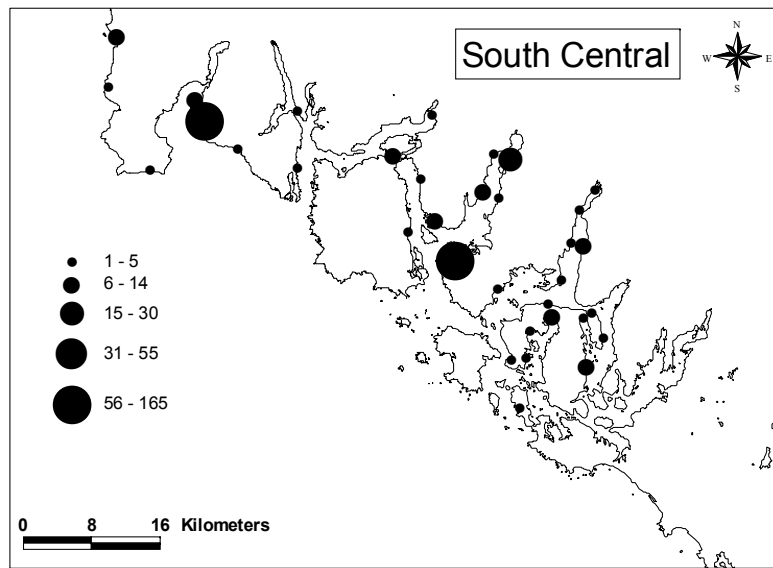 South Central
N
W E
S
1 - 5
6 - 14
15 - 30
31 - 55
56 - 165
0 8 16 Kilometers